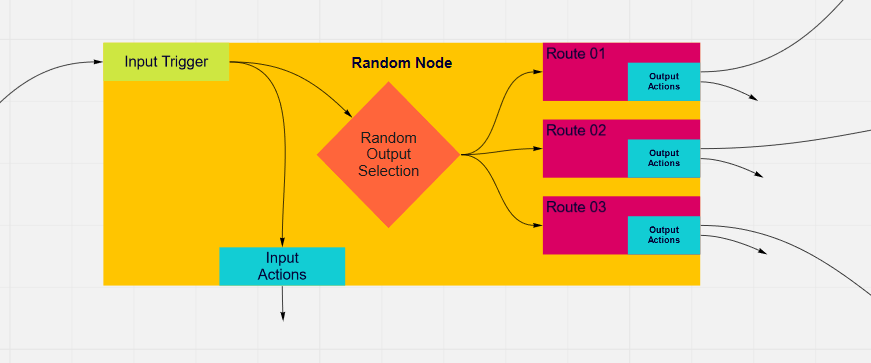 Input Trigger
Random Node
Random
Output
Selection
Input
Actions
Route 01
Output
Actions
Route 02
Output
Actions
Route 03
Output
Actions